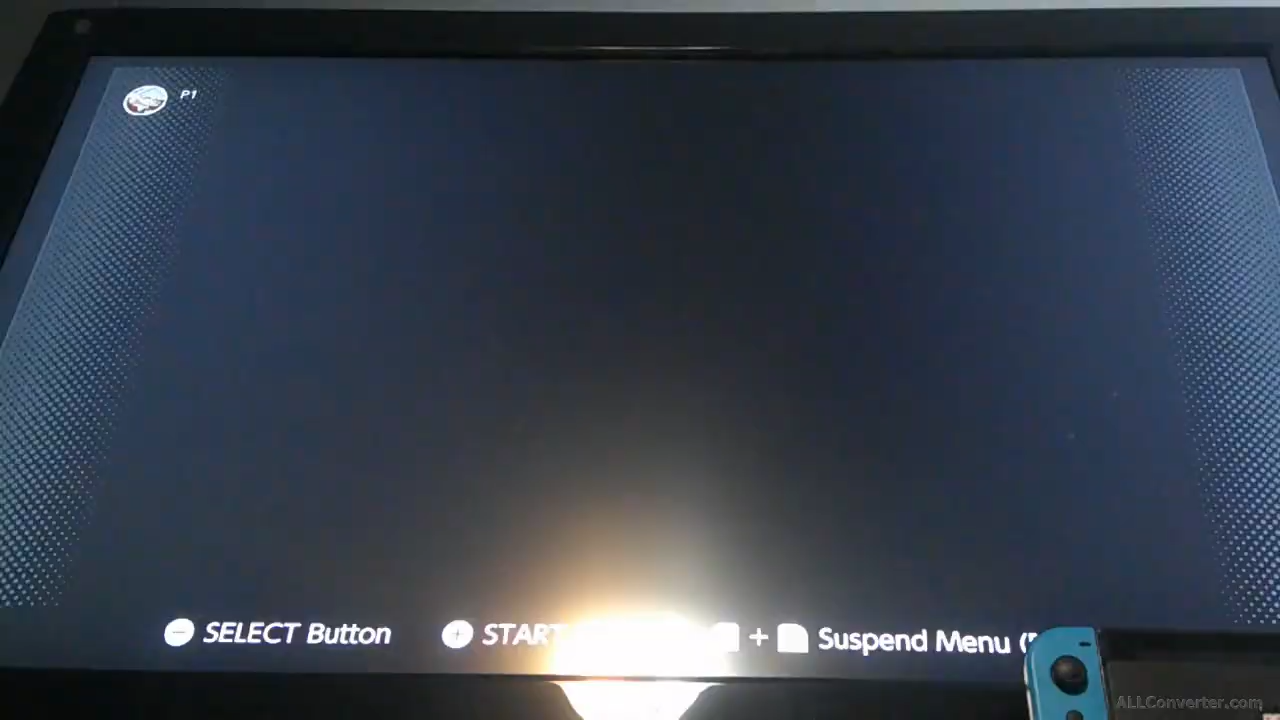 P1
SELECT Button
START
+
Suspend Menu (
ALLConverter.com